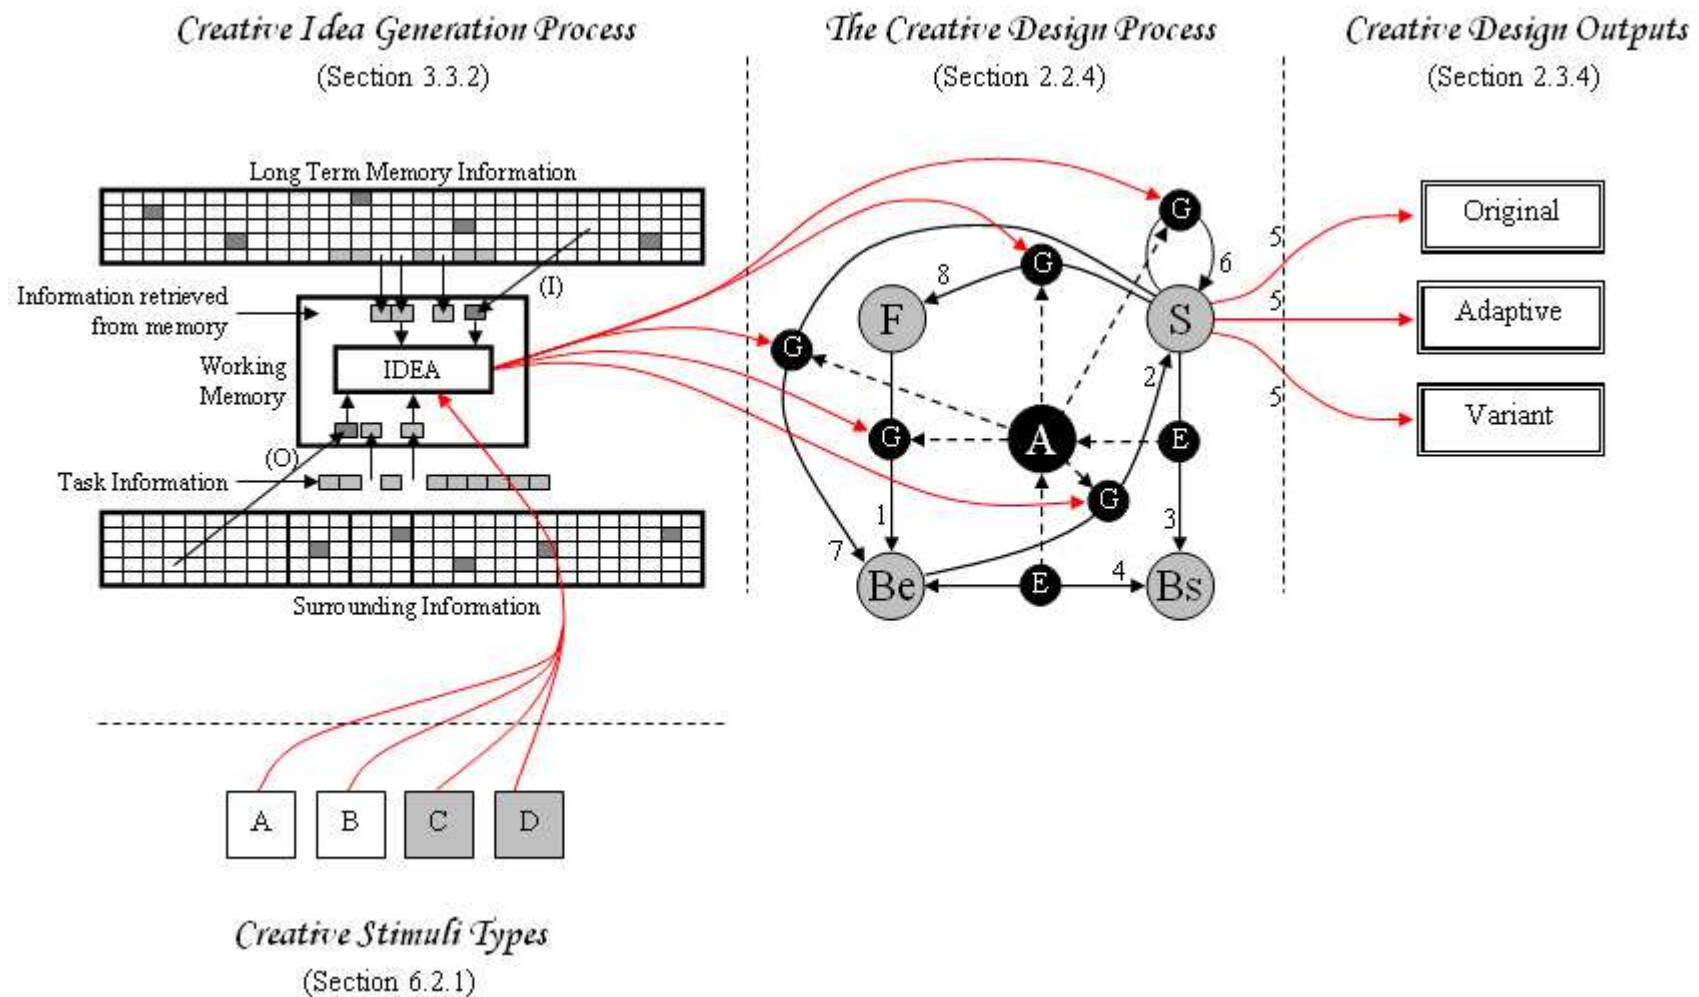 Creative Idea Generation Process
(Section 3.3.2)
The Creative Design Process
(Section 2.2.4)
Creative Design Outputs
(Section 2.3.4)
Long Term Memory Information
(I)
Information retrieved
from memory
Working
Memory
IDEA
(O)
Task Information
Surrounding Information
G
G
8
6
F
S
G
2
G
A
E
G
1
3
7
Be
E
4
Bs
5
Original
5
Adaptive
5
Variant
A
B
C
D
Creative Stimuli Types
(Section 6.2.1)